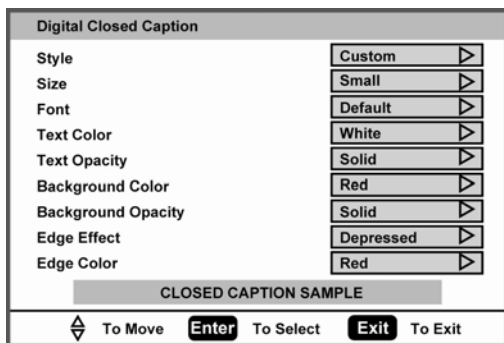 Digital Closed Caption
Style Custom
Size Small
Font Default
Text Color White
Text Opacity Solid
Background Color Red
Background Opacity Solid
Edge Effect Depressed
Edge Color Red
CLOSED CAPTION SAMPLE
To Move Enter To Select Exit To Exit